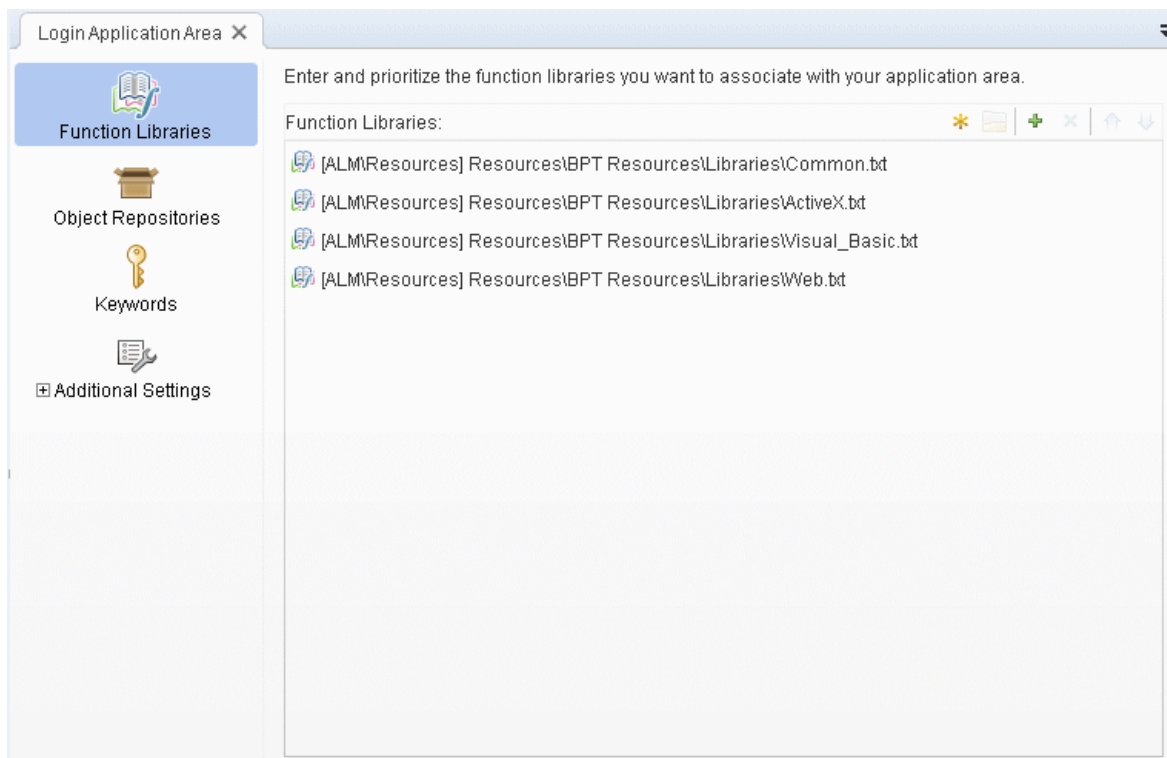 Login Application Area
Enter and prioritize the function libraries you want to associate with your application area.
Function Libraries
Function Libraries:
[ALM\Resources] Resources\BPT Resources\Libraries\Common.txt
[ALM\Resources] Resources\BPT Resources\Libraries\ActiveX.txt
[ALM\Resources] Resources\BPT Resources\Libraries\Visual_Basic.txt
[ALM\Resources] Resources\BPT Resources\Libraries\Web.txt
Object Repositories
Keywords
Additional Settings